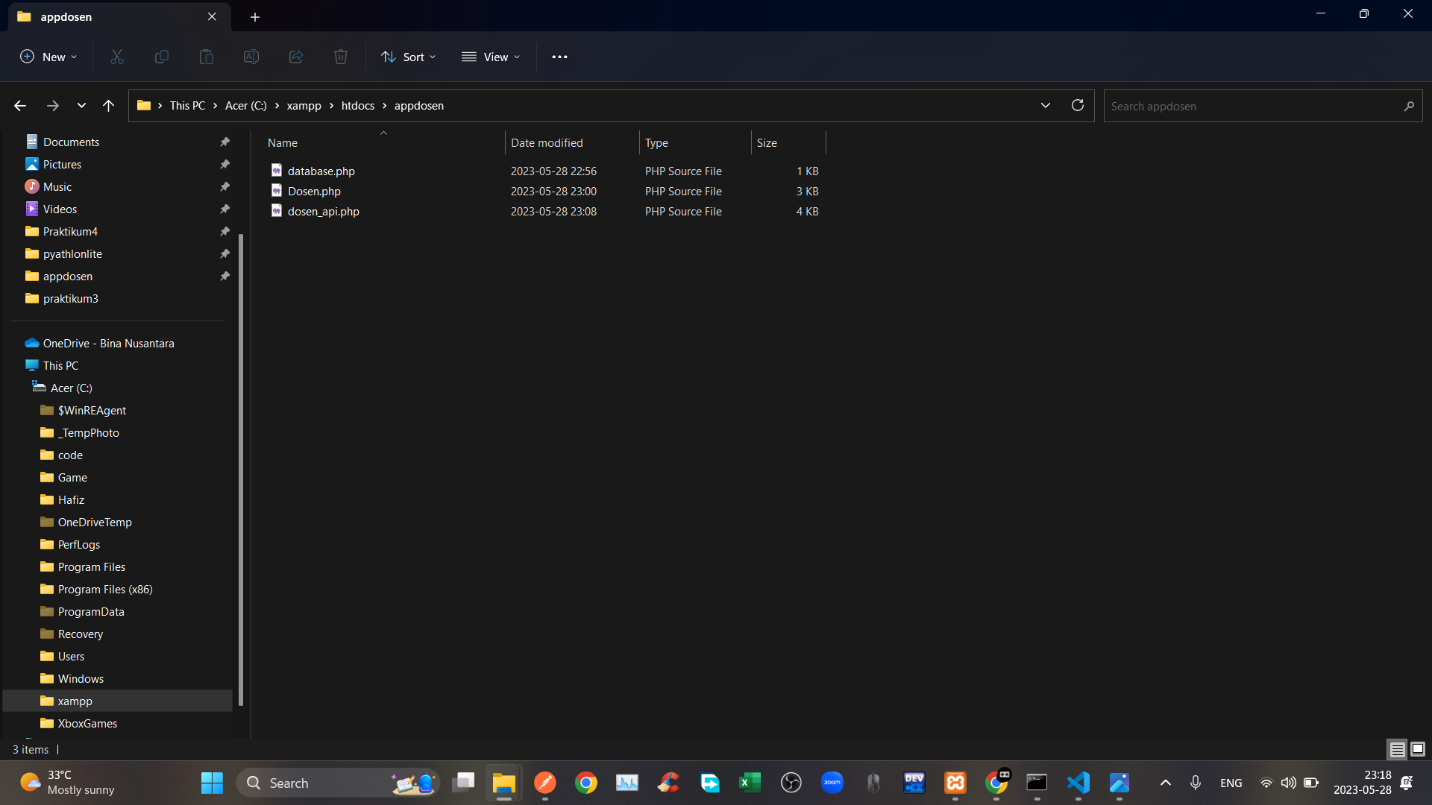 appdosen
New
Sort
View
This PC
Acer (C:)
xampp
htdocs
appdosen
Search appdosen
Documents
Pictures
Music
Videos
Praktikum4
pyathlonlite
appdosen
praktikum3
OneDrive - Bina Nusantara
This PC
Acer (C:)
$WinREAgent
_TempPhoto
code
Game
Hafiz
OneDriveTemp
PerfLogs
Program Files
Program Files (x86)
ProgramData
Recovery
Users
Windows
xampp
XboxGames
Name Date modified Type Size
database.php 2023-05-28 22:56 PHP Source File 1 KB
Dosen.php 2023-05-28 23:00 PHP Source File 3 KB
dosen_api.php 2023-05-28 23:08 PHP Source File 4 KB
3 items
33°C
Mostly sunny
Search
zoom
DEV
ENG
23:18
2023-05-28